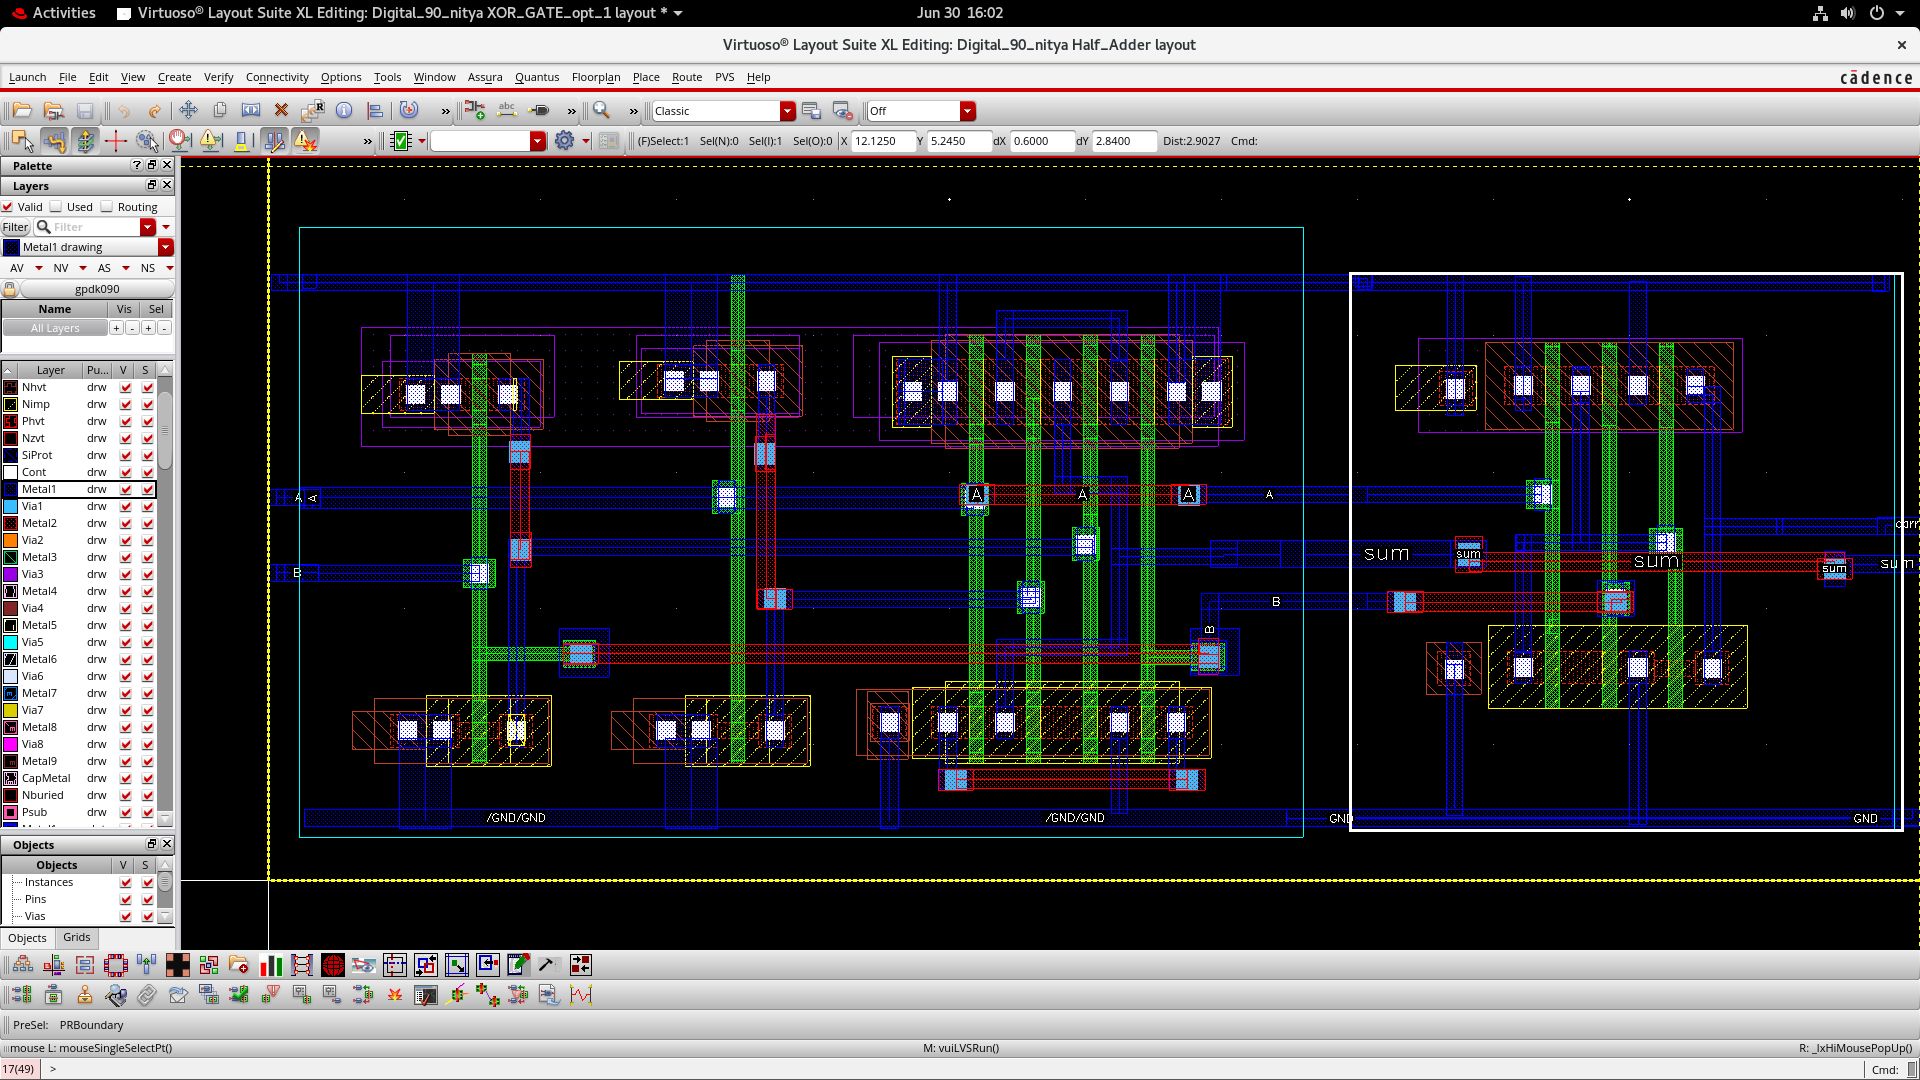 Activities Virtuoso® Layout Suite XL Editing: Digital_90_nitya XOR_GATE_opt_1 layout * Jun 30 16:02
Virtuoso® Layout Suite XL Editing: Digital_90_nitya Half_Adder layout
Launch File Edit View Create Verify Connectivity Options Tools Window Assura Quantus Floorplan Place Route PVS Help cādence
abc » » » Classic Off
» (F)Select:1 Sel(N):0 Sel(I):1 Sel(O):0 X 12.1250 Y 5.2450 dX 0.6000 dY 2.8400 Dist:2.9027 Cmd:
Palette
Layers
Valid Used Routing
Filter Filter
Metal1 drawing
AV NV AS NS
gpdk090
Name Vis Sel
All Layers + - + -
Layer Pu... V S
Nhvt drw
Nimp drw
Phvt drw
Nzvt drw
SiProt drw
Cont drw
Metal1 drw
Via1 drw
Metal2 drw
Via2 drw
Metal3 drw
Via3 drw
Metal4 drw
Via4 drw
Metal5 drw
Via5 drw
Metal6 drw
Via6 drw
Metal7 drw
Via7 drw
Metal8 drw
Via8 drw
Metal9 drw
CapMetal drw
Nburied drw
Psub drw
Objects
Objects V S
Instances
Pins
Vias
Objects Grids
A A A A A A
carr
sum sum sum sum sum
B B B
/GND/GND /GND/GND GND GND
PreSel: PRBoundary
mouse L: mouseSingleSelectPt() M: vuiLVSRun() R: _lxHiMousePopUp()
17(49) > Cmd: